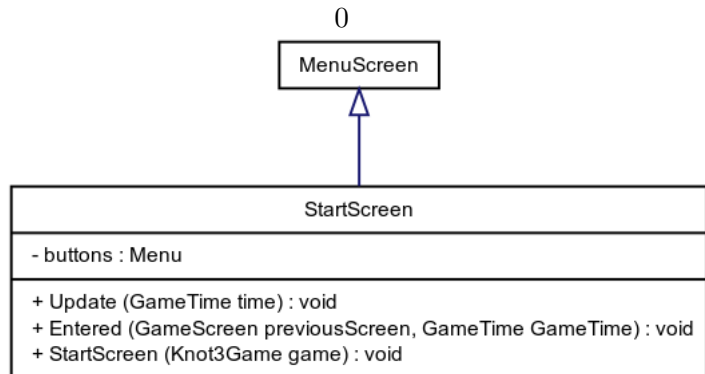 0
MenuScreen
StartScreen
- buttons : Menu
+ Update (GameTime time) : void
+ Entered (GameScreen previousScreen, GameTime GameTime) : void
+ StartScreen (Knot3Game game) : void